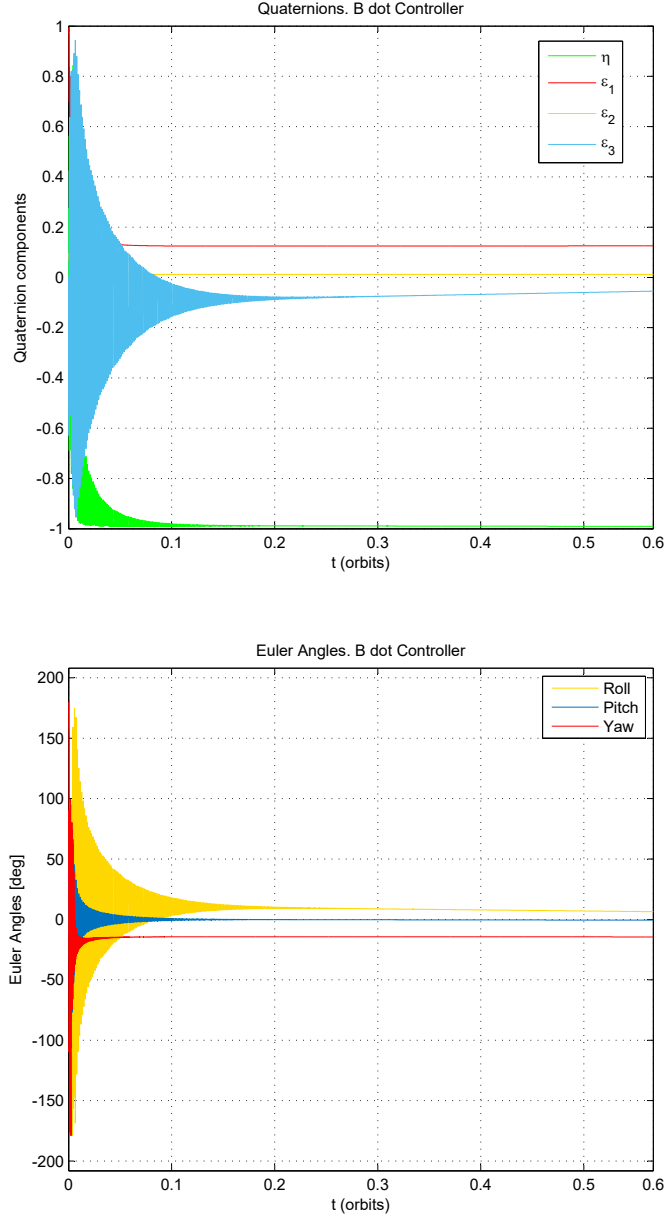 Quaternions. B dot Controller
1
0.8
0.6
0.4
0.2
0
-0.2
-0.4
-0.6
-0.8
-1
Quaternion components
η
ε1
ε2
ε3
0 0.1 0.2 0.3 0.4 0.5 0.6
t (orbits)
Euler Angles. B dot Controller
200
150
100
50
0
-50
-100
-150
-200
Euler Angles [deg]
Roll
Pitch
Yaw
0 0.1 0.2 0.3 0.4 0.5 0.6
t (orbits)